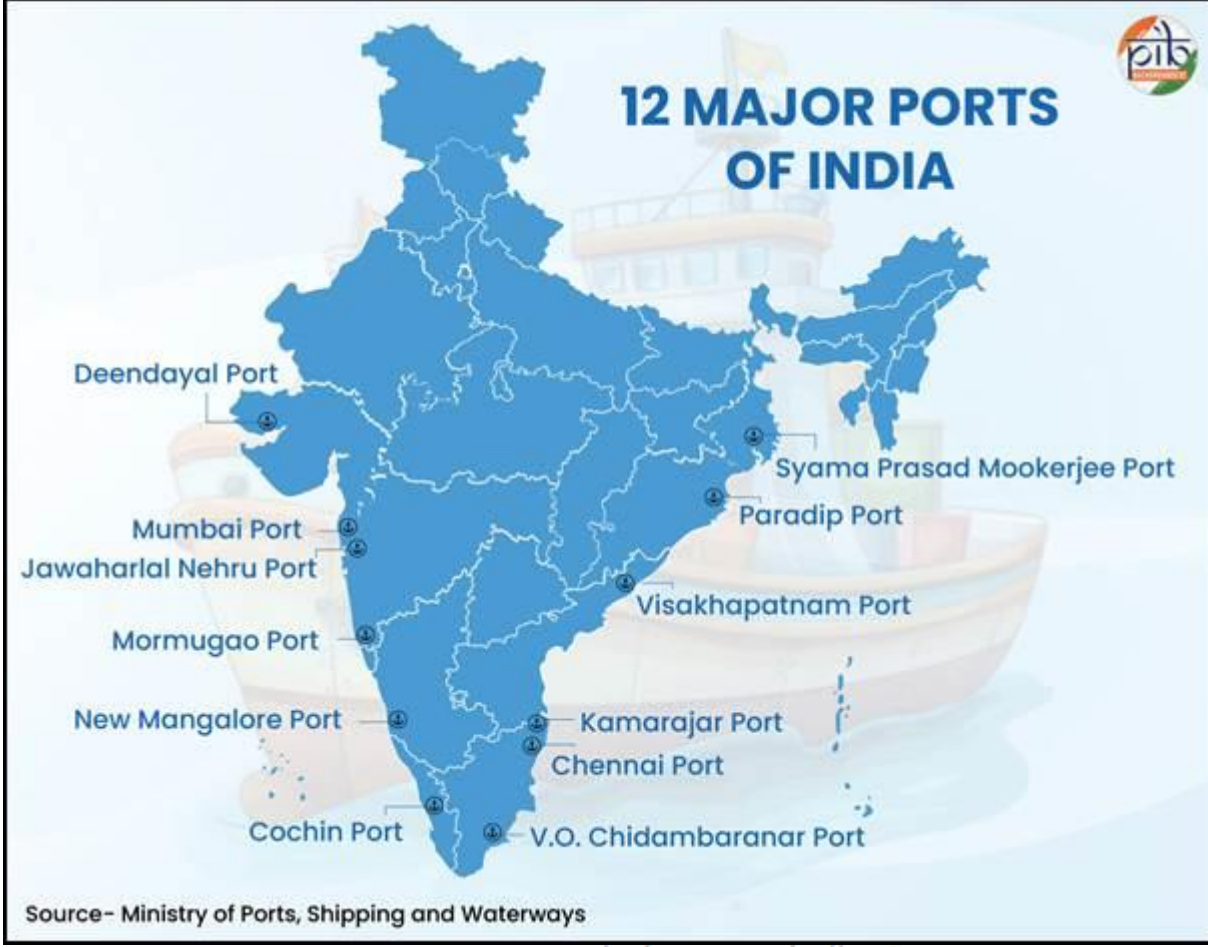 12 MAJOR PORTS
OF INDIA
pib
Deendayal Port
Syama Prasad Mookerjee Port
Paradip Port
Mumbai Port
Jawaharlal Nehru Port
Visakhapatnam Port
Mormugao Port
New Mangalore Port
Kamarajar Port
Chennai Port
Cochin Port
V.O. Chidambaranar Port
Source- Ministry of Ports, Shipping and Waterways